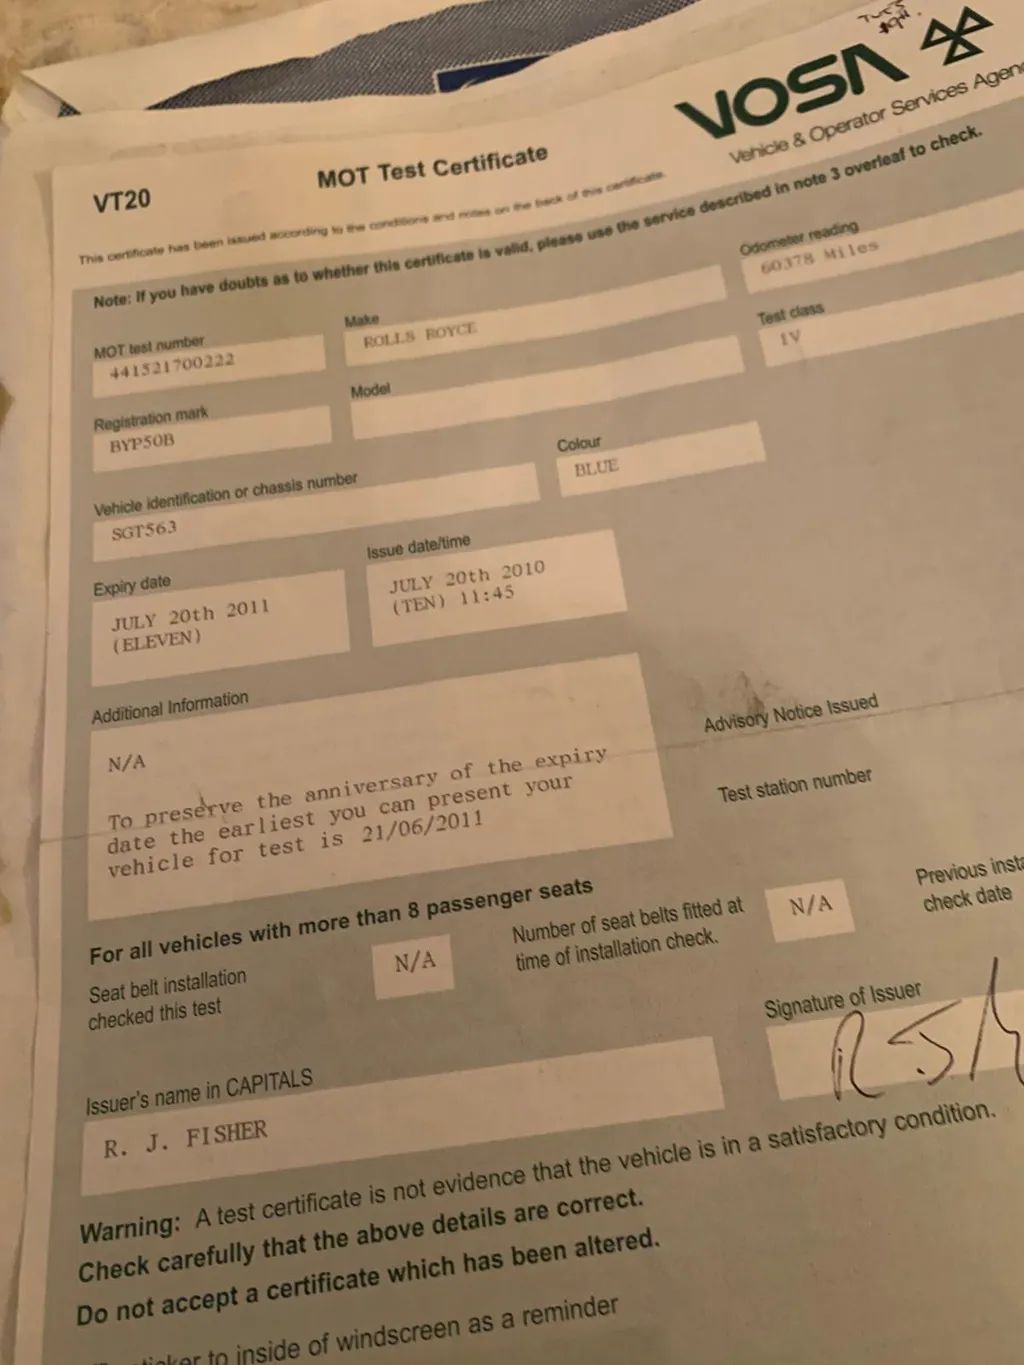 TUES
VOSA
Vehicle & Operator Services Agen
VT20
MOT Test Certificate
This certificate has been issued according to the conditions and notes on the back of this certificate.
Note: If you have doubts as to whether this certificate is valid, please use the service described in note 3 overleaf to check.
MOT test number
441521700222
Make
ROLLS ROYCE
Odometer reading
60378 Miles
Registration mark
BYP50B
Model
Test class
IV
Vehicle identification or chassis number
SGT563
Colour
BLUE
Expiry date
JULY 20th 2011
(ELEVEN)
Issue date/time
JULY 20th 2010
(TEN) 11:45
Additional Information
N/A
To preserve the anniversary of the expiry
date the earliest you can present your
vehicle for test is 21/06/2011
Advisory Notice Issued
Test station number
For all vehicles with more than 8 passenger seats
Seat belt installation
checked this test
N/A
Number of seat belts fitted at
time of installation check.
N/A
Previous insta
check date
Issuer's name in CAPITALS
R. J. FISHER
Signature of Issuer
R J
Warning: A test certificate is not evidence that the vehicle is in a satisfactory condition.
Check carefully that the above details are correct.
Do not accept a certificate which has been altered.
sticker to inside of windscreen as a reminder